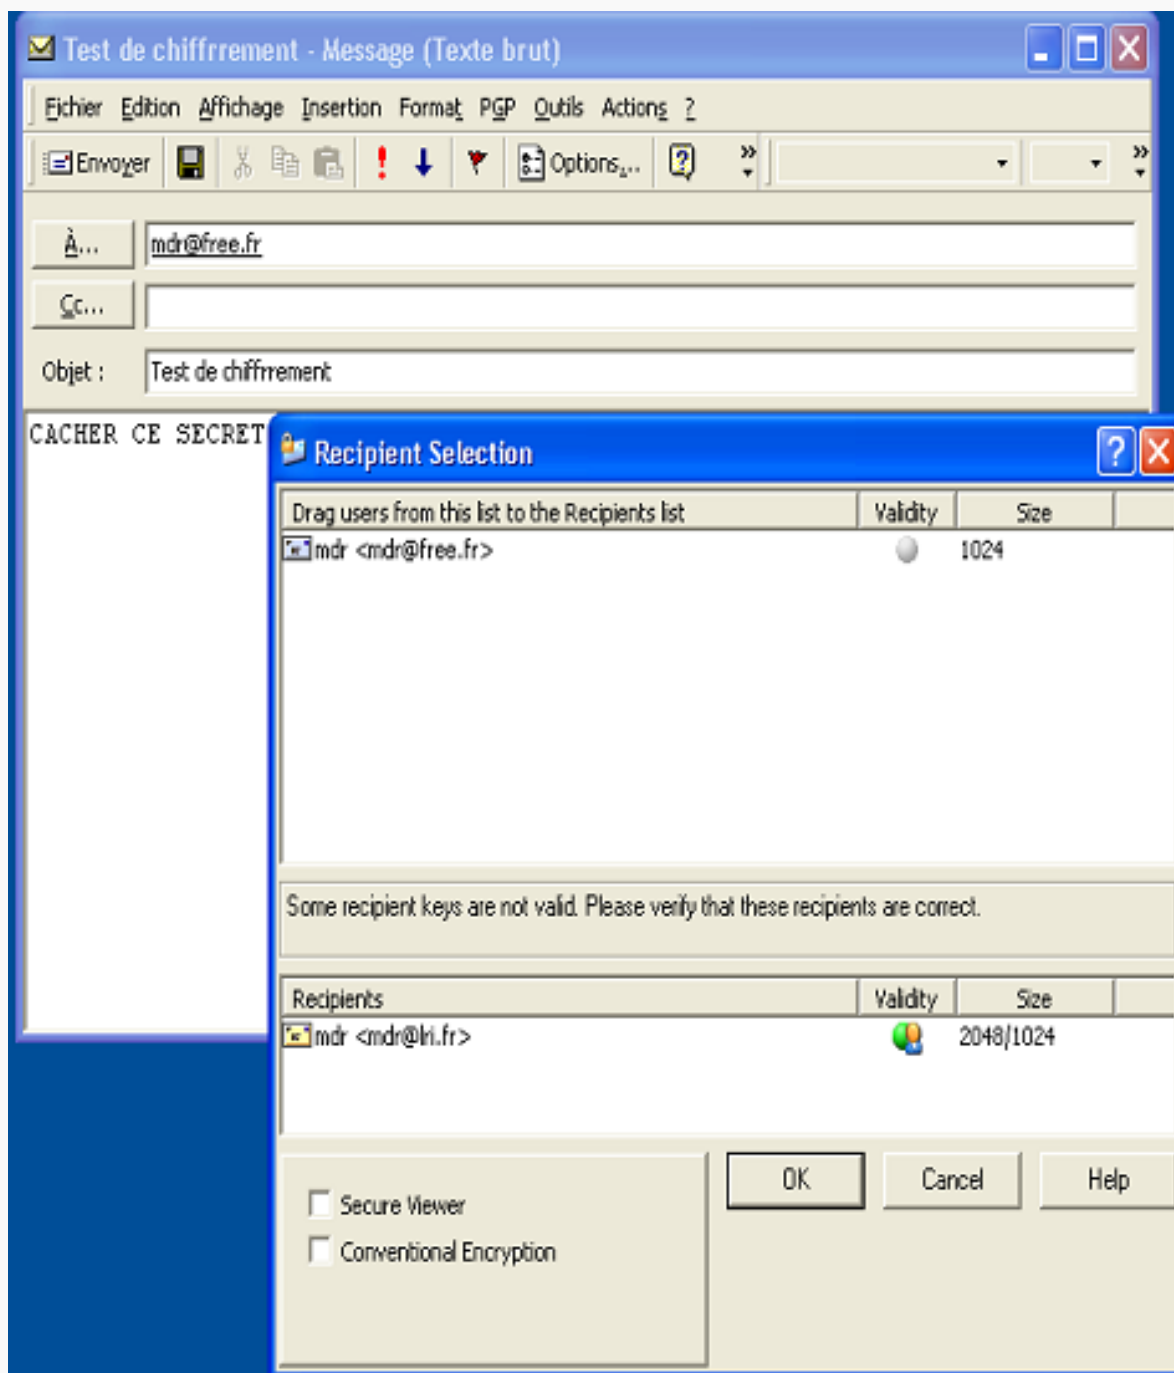 Test de chiffrrement - Message (Texte brut)
Fichier Edition Affichage Insertion Format PGP Outils Actions ?
Envoyer Options...
À... mdr@free.fr
Cc...
Objet : Test de chiffrrement
CACHER CE SECRET
Recipient Selection
Drag users from this list to the Recipients list Validity Size
mdr <mdr@free.fr> 1024
Some recipient keys are not valid. Please verify that these recipients are correct.
Recipients Validity Size
mdr <mdr@lri.fr> 2048/1024
OK Cancel Help
Secure Viewer
Conventional Encryption